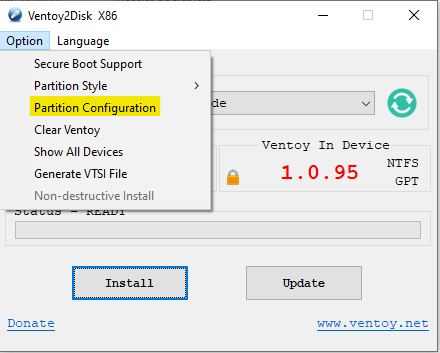 Ventoy2Disk X86
Option Language
Secure Boot Support
Partition Style
Partition Configuration
Clear Ventoy
Show All Devices
Generate VTSI File
Non-destructive Install
de
Ventoy In Device
1.0.95
NTFS
GPT
Status - READY
Install
Update
Donate
www.ventoy.net